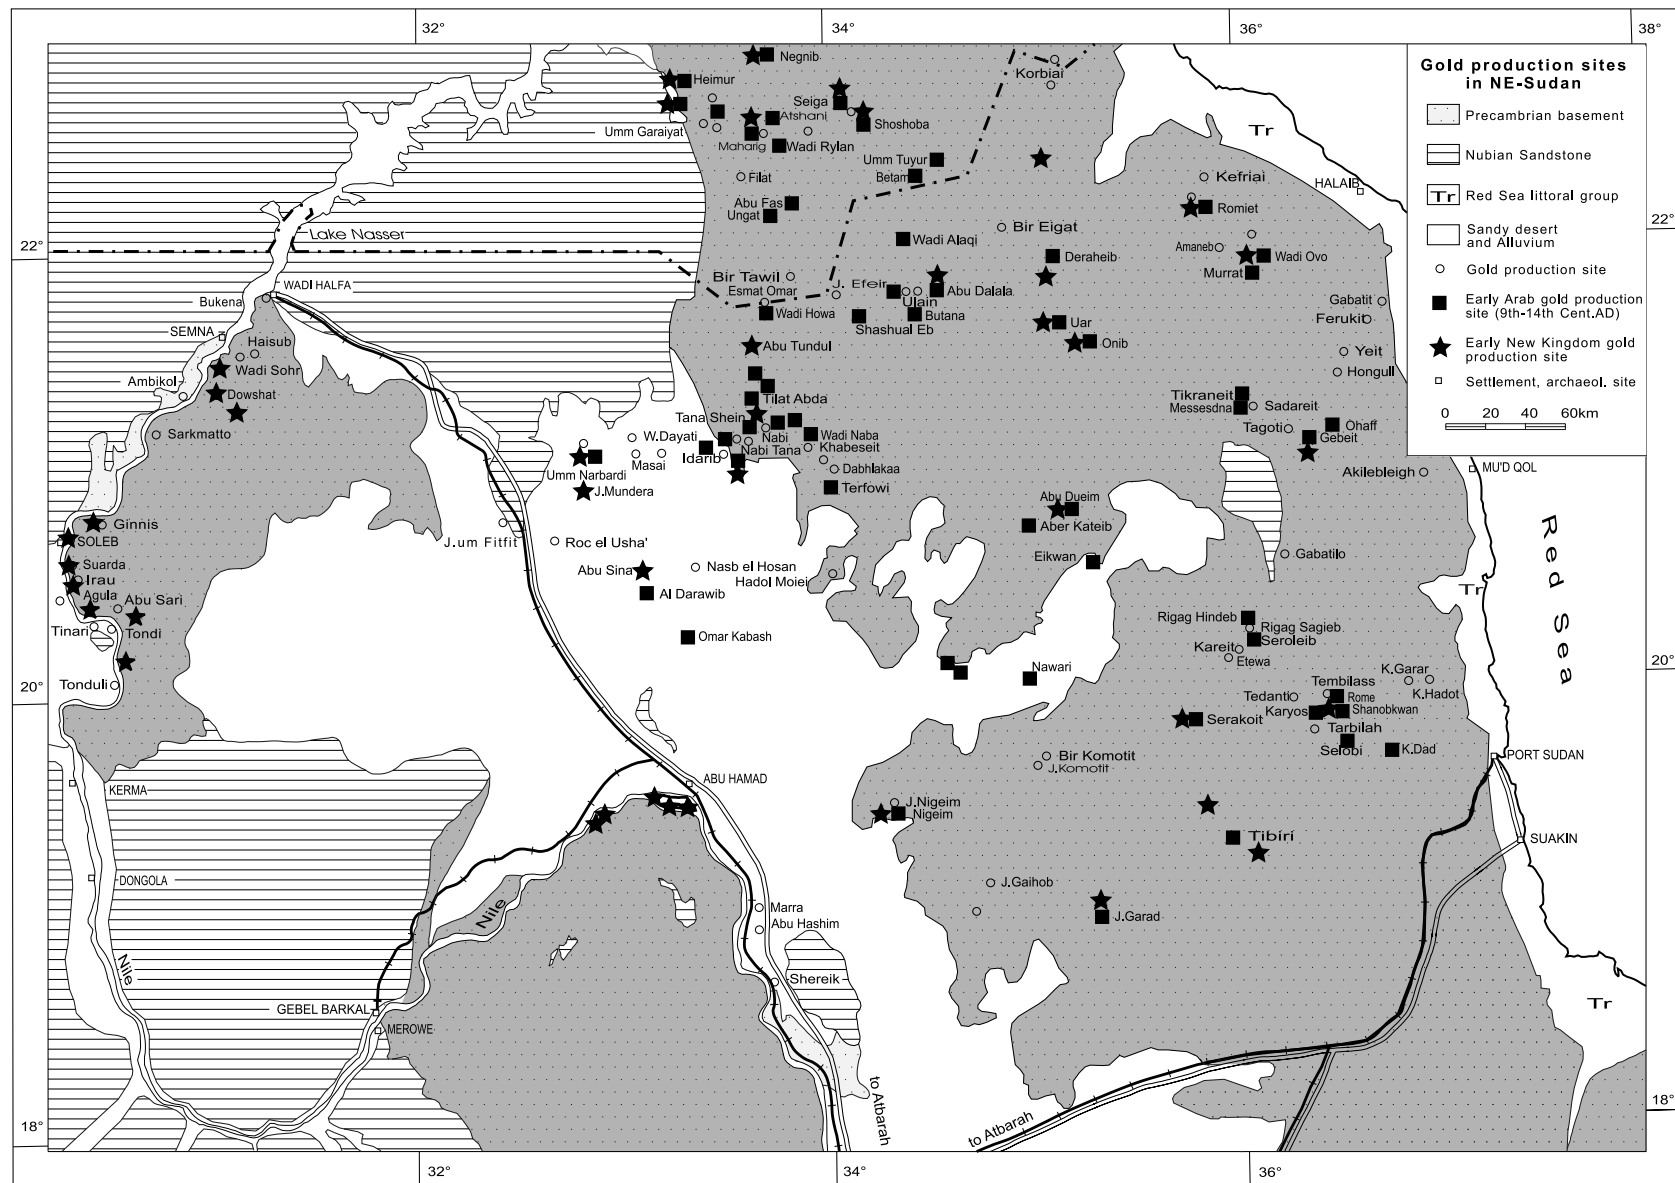 32°
34°
36°
38°
Gold production sites
in NE-Sudan
Precambrian basement
Nubian Sandstone
Tr
Red Sea littoral group
Sandy desert
and Alluvium
Gold production site
Early Arab gold production
site (9th-14th Cent.AD)
Early New Kingdom gold
production site
Settlement, archaeol. site
0 20 40 60km
Negnib
Korbiai
Heimur
Seiga
Atshani
Shoshoba
Tr
Umm Garaiyat
Maharig
Wadi Rylan
Umm Tuyur
Betam
Filat
Kefriai
HALAIB
Abu Fas
Ungat
Romiet
22°
22°
Lake Nasser
Bir Eigat
Wadi Alaqi
Amaneb
Deraheib
Wadi Ovo
Murrat
Bir Tawil
Esmat Omar
J. Efeir
Ulain
Abu Dalala
WADI HALFA
Bukena
Gabatit
Wadi Howa
Butana
Shashual Eb
Uar
Ferukit
SEMNA
Haisub
Abu Tundul
Onib
Yeit
Wadi Sohr
Hongull
Ambikol
Dowshat
Tilat Abda
Tikraneit
Messesdna
Sadareit
Tana Shein
Sarkmatto
W.Dayati
Nabi
Wadi Naba
Tagoti
Ohaff
Gebeit
Nabi Tana
Khabeseit
Masai
Idarib
Dabhlakaa
Akilebleigh
MU'D QOL
Umm Narbardi
J.Mundera
Terfowi
Abu Dueim
Aber Kateib
Ginnis
SOLEB
J.um Fitfit
Roc el Usha'
Eikwan
Gabatilo
Red Sea
Suarda
Irau
Abu Sina
Nasb el Hosan
Hadol Moiei
Agula
Abu Sari
Al Darawib
Tr
Tinari
Tondi
Omar Kabash
Rigag Hindeb
Rigag Sagieb
Seroleib
Kareit
Etewa
20°
20°
Tonduli
Nawari
K.Garar
K.Hadot
Tembilass
Tedanti
Rome
Karyos
Shanobkwan
Serakoit
Tarbilah
Selobi
K.Dad
Bir Komotit
J.Komotit
PORT SUDAN
KERMA
ABU HAMAD
J.Nigeim
Nigeim
Tibiri
SUAKIN
DONGOLA
J.Gaihob
Nile
Marra
Abu Hashim
J.Garad
Nile
Shereik
GEBEL BARKAL
MEROWE
Tr
to Atbarah
to Atbarah
18°
18°
32°
34°
36°